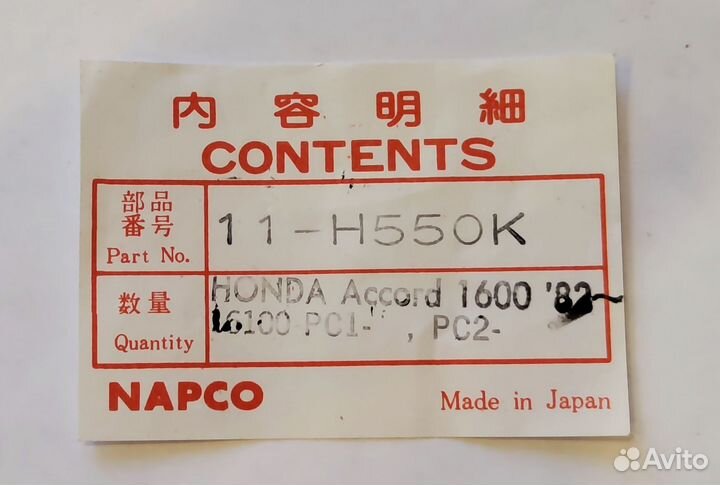 内容明細
CONTENTS
部品
番号
Part No.
11-H550K
数量
Quantity
HONDA Accord 1600 '82~
16100-PC1- , PC2-
NAPCO
Made in Japan
Avito